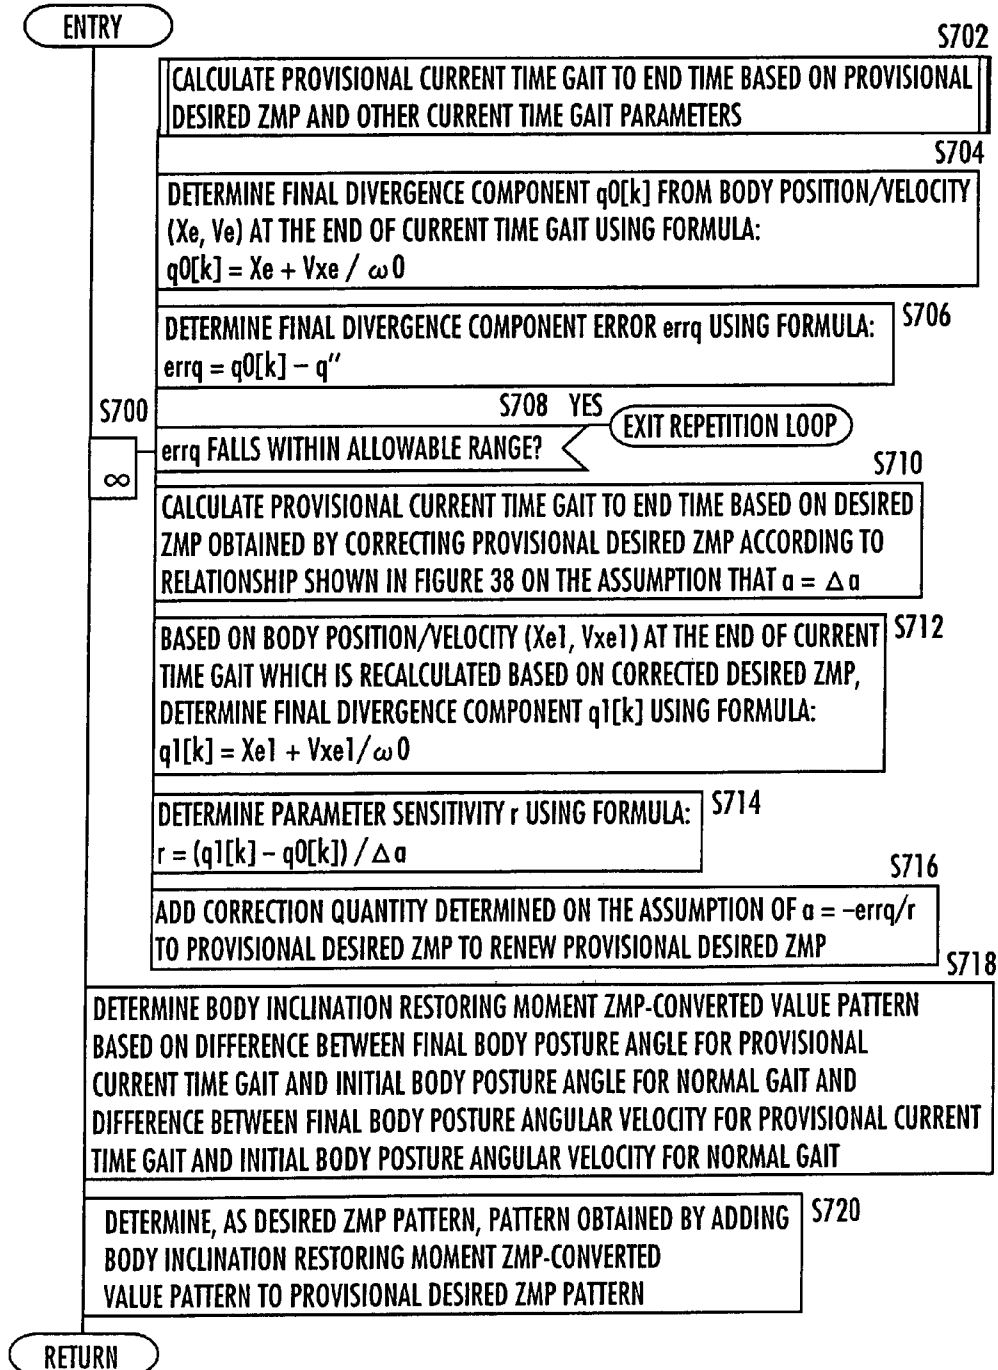 ENTRY
S702
CALCULATE PROVISIONAL CURRENT TIME GAIT TO END TIME BASED ON PROVISIONAL
DESIRED ZMP AND OTHER CURRENT TIME GAIT PARAMETERS
S704
DETERMINE FINAL DIVERGENCE COMPONENT q0[k] FROM BODY POSITION/VELOCITY
(Xe, Ve) AT THE END OF CURRENT TIME GAIT USING FORMULA:
q0[k] = Xe + Vxe / ω0
S706
DETERMINE FINAL DIVERGENCE COMPONENT ERROR errq USING FORMULA:
errq = q0[k] – q″
S700
∞
S708 YES
EXIT REPETITION LOOP
errq FALLS WITHIN ALLOWABLE RANGE?
S710
CALCULATE PROVISIONAL CURRENT TIME GAIT TO END TIME BASED ON DESIRED
ZMP OBTAINED BY CORRECTING PROVISIONAL DESIRED ZMP ACCORDING TO
RELATIONSHIP SHOWN IN FIGURE 38 ON THE ASSUMPTION THAT a = Δa
S712
BASED ON BODY POSITION/VELOCITY (Xe1, Vxe1) AT THE END OF CURRENT
TIME GAIT WHICH IS RECALCULATED BASED ON CORRECTED DESIRED ZMP,
DETERMINE FINAL DIVERGENCE COMPONENT q1[k] USING FORMULA:
q1[k] = Xe1 + Vxe1/ω0
S714
DETERMINE PARAMETER SENSITIVITY r USING FORMULA:
r = (q1[k] – q0[k]) / Δa
S716
ADD CORRECTION QUANTITY DETERMINED ON THE ASSUMPTION OF a = –errq/r
TO PROVISIONAL DESIRED ZMP TO RENEW PROVISIONAL DESIRED ZMP
S718
DETERMINE BODY INCLINATION RESTORING MOMENT ZMP-CONVERTED VALUE PATTERN
BASED ON DIFFERENCE BETWEEN FINAL BODY POSTURE ANGLE FOR PROVISIONAL
CURRENT TIME GAIT AND INITIAL BODY POSTURE ANGLE FOR NORMAL GAIT AND
DIFFERENCE BETWEEN FINAL BODY POSTURE ANGULAR VELOCITY FOR PROVISIONAL CURRENT
TIME GAIT AND INITIAL BODY POSTURE ANGULAR VELOCITY FOR NORMAL GAIT
S720
DETERMINE, AS DESIRED ZMP PATTERN, PATTERN OBTAINED BY ADDING
BODY INCLINATION RESTORING MOMENT ZMP-CONVERTED
VALUE PATTERN TO PROVISIONAL DESIRED ZMP PATTERN
RETURN